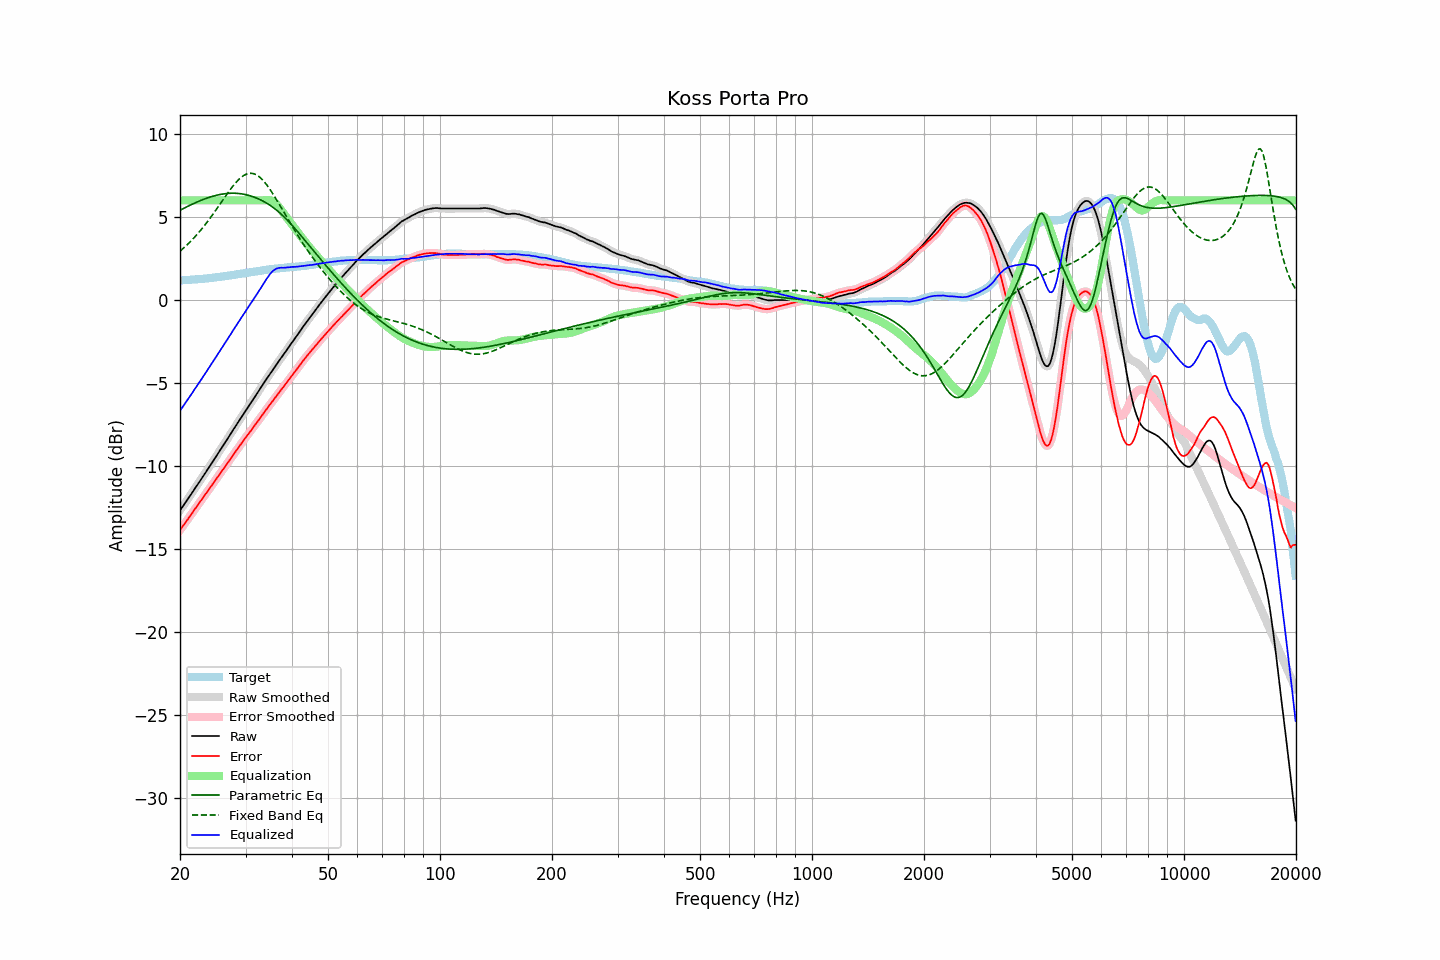 Koss Porta Pro
Amplitude (dBr)
10
5
0
−5
−10
−15
−20
−25
−30
Target
Raw Smoothed
Error Smoothed
Raw
Error
Equalization
Parametric Eq
Fixed Band Eq
Equalized
20 50 100 200 500 1000 2000 5000 10000 20000
Frequency (Hz)